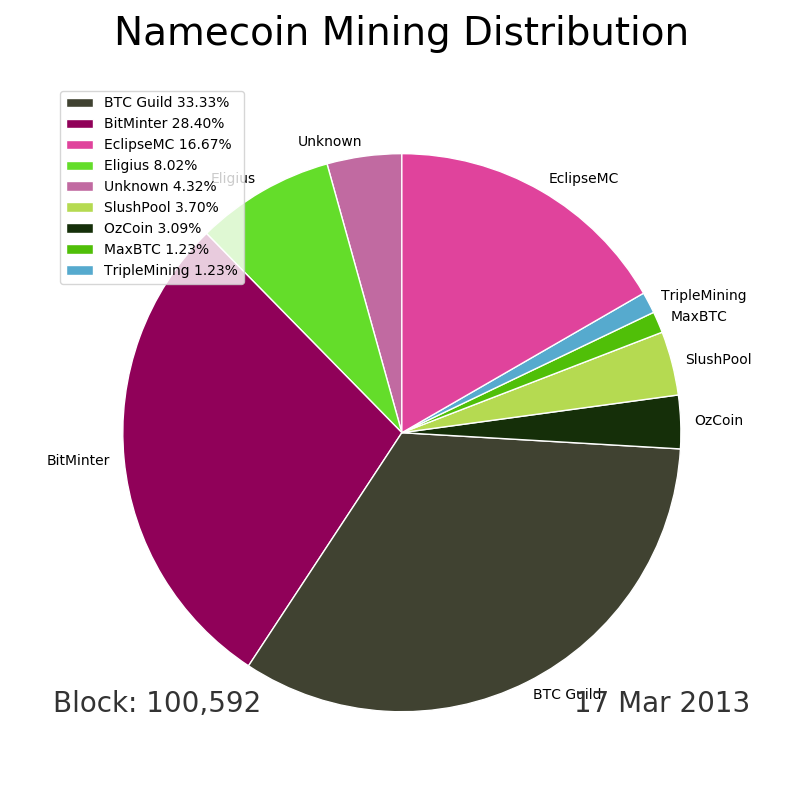 Namecoin Mining Distribution
BTC Guild 33.33%
BitMinter 28.40%
EclipseMC 16.67%
Eligius 8.02%
Unknown 4.32%
SlushPool 3.70%
OzCoin 3.09%
MaxBTC 1.23%
TripleMining 1.23%
Unknown
Eligius
EclipseMC
TripleMining
MaxBTC
SlushPool
OzCoin
BitMinter
BTC Guild
Block: 100,592
17 Mar 2013